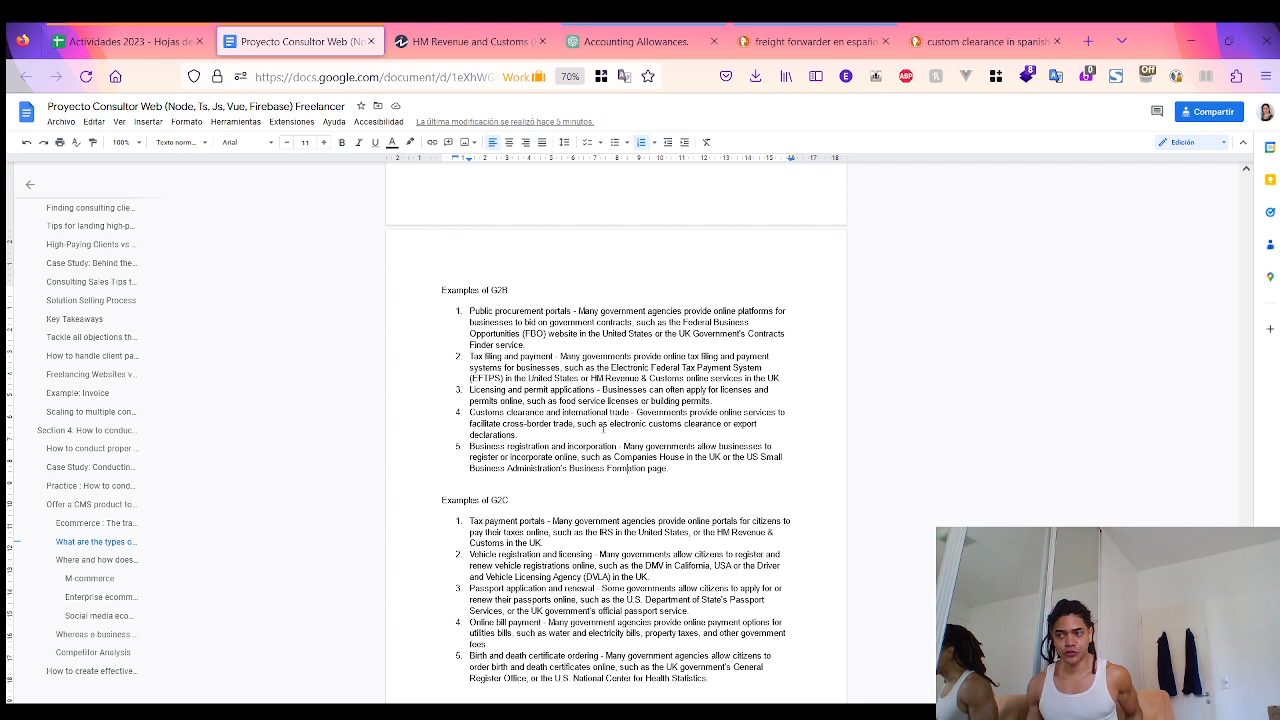 Actividades 2023 - Hojas de
Proyecto Consultor Web (No
HM Revenue and Customs (
Accounting Allowances.
freight forwarder en español
custom clearance in spanish
https://docs.google.com/document/d/1eXhWG
Work
70%
8
0
Off
Proyecto Consultor Web (Node, Ts, Js, Vue, Firebase) Freelancer
Archivo Editar Ver Insertar Formato Herramientas Extensiones Ayuda Accesibilidad
La última modificación se realizó hace 5 minutos.
Compartir
100%
Texto norm...
Arial
11
Edición
Finding consulting clie...
Tips for landing high-p...
High-Paying Clients vs ...
Case Study: Behind the...
Consulting Sales Tips t...
Solution Selling Process
Key Takeaways
Tackle all objections th...
How to handle client pa...
Freelancing Websites v...
Example: Invoice
Scaling to multiple con...
Section 4: How to conduc...
How to conduct proper ...
Case Study: Conductin...
Practice : How to cond...
Offer a CMS product to...
Ecommerce : The tra...
What are the types o...
Where and how does...
M-commerce
Enterprise ecomm...
Social media eco...
Whereas e-business ...
Competitor Analysis
How to create effective...
Examples of G2B
1. Public procurement portals - Many government agencies provide online platforms for
businesses to bid on government contracts, such as the Federal Business
Opportunities (FBO) website in the United States or the UK Government's Contracts
Finder service.
2. Tax filing and payment - Many governments provide online tax filing and payment
systems for businesses, such as the Electronic Federal Tax Payment System
(EFTPS) in the United States or HM Revenue & Customs online services in the UK.
3. Licensing and permit applications - Businesses can often apply for licenses and
permits online, such as food service licenses or building permits.
4. Customs clearance and international trade - Governments provide online services to
facilitate cross-border trade, such as electronic customs clearance or export
declarations.
5. Business registration and incorporation - Many governments allow businesses to
register or incorporate online, such as Companies House in the UK or the US Small
Business Administration's Business Formation page.
Examples of G2C
1. Tax payment portals - Many government agencies provide online portals for citizens to
pay their taxes online, such as the IRS in the United States, or the HM Revenue &
Customs in the UK.
2. Vehicle registration and licensing - Many governments allow citizens to register and
renew vehicle registrations online, such as the DMV in California, USA or the Driver
and Vehicle Licensing Agency (DVLA) in the UK.
3. Passport application and renewal - Some governments allow citizens to apply for or
renew their passports online, such as the U.S. Department of State's Passport
Services, or the UK government's official passport service.
4. Online bill payment - Many government agencies provide online payment options for
utilities bills, such as water and electricity bills, property taxes, and other government
fees.
5. Birth and death certificate ordering - Many government agencies allow citizens to
order birth and death certificates online, such as the UK government's General
Register Office, or the U.S. National Center for Health Statistics.